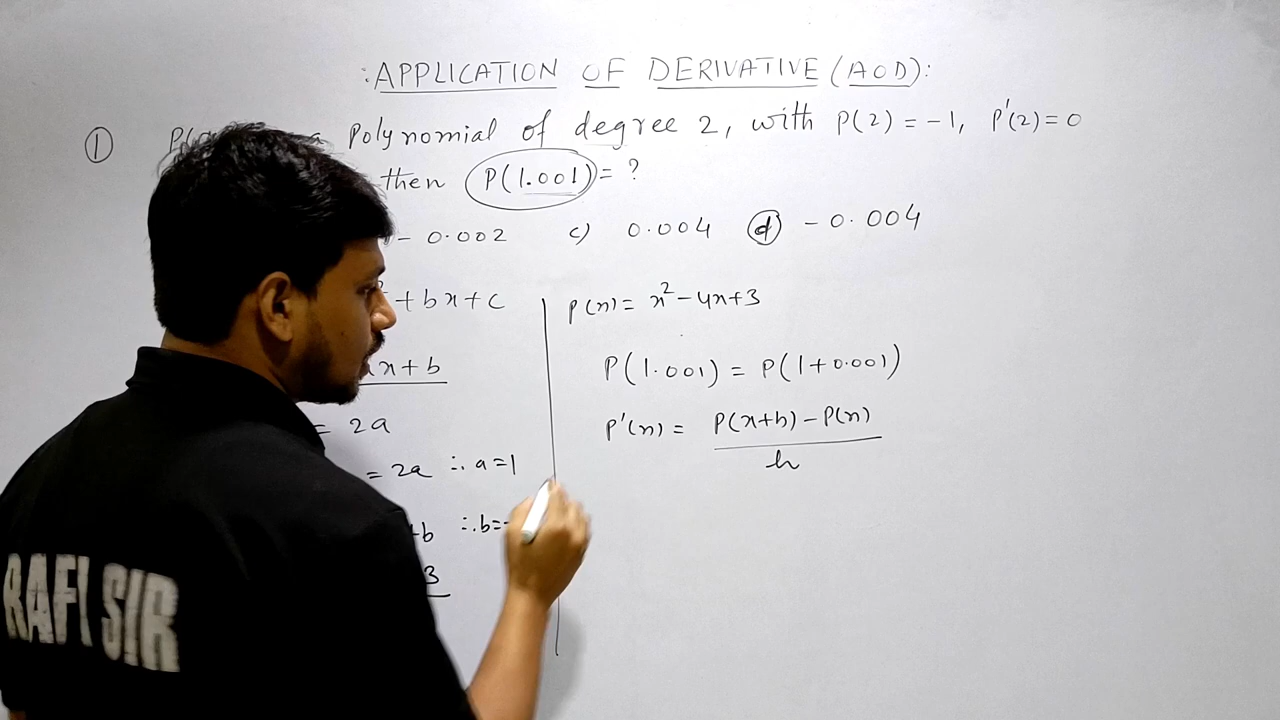 : APPLICATION OF DERIVATIVE (AOD):
① Polynomial of degree 2, with P(2) = -1, P'(2) = 0
then P(1.001) = ?
- 0.002 c) 0.004 (d) - 0.004
+ bx + c
x + b
= 2a
= 2a ∴ a = 1
+b ∴ b =
3
P(x) = x² - 4x + 3
P(1.001) = P(1 + 0.001)
P'(x) = P(x+h) - P(x)
h
RAFI SIR